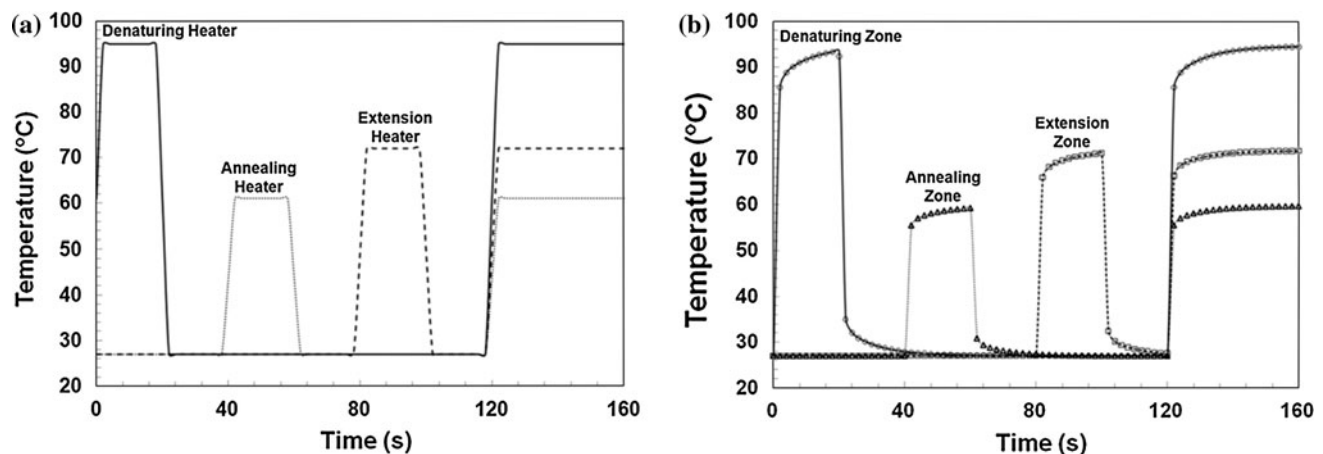 (a)
100
90
80
70
60
50
40
30
20
0
40
80
120
160
Temperature (°C)
Time (s)
Denaturing Heater
Annealing
Heater
Extension
Heater
(b)
100
90
80
70
60
50
40
30
20
0
40
80
120
160
Temperature (°C)
Time (s)
Denaturing Zone
Annealing
Zone
Extension
Zone